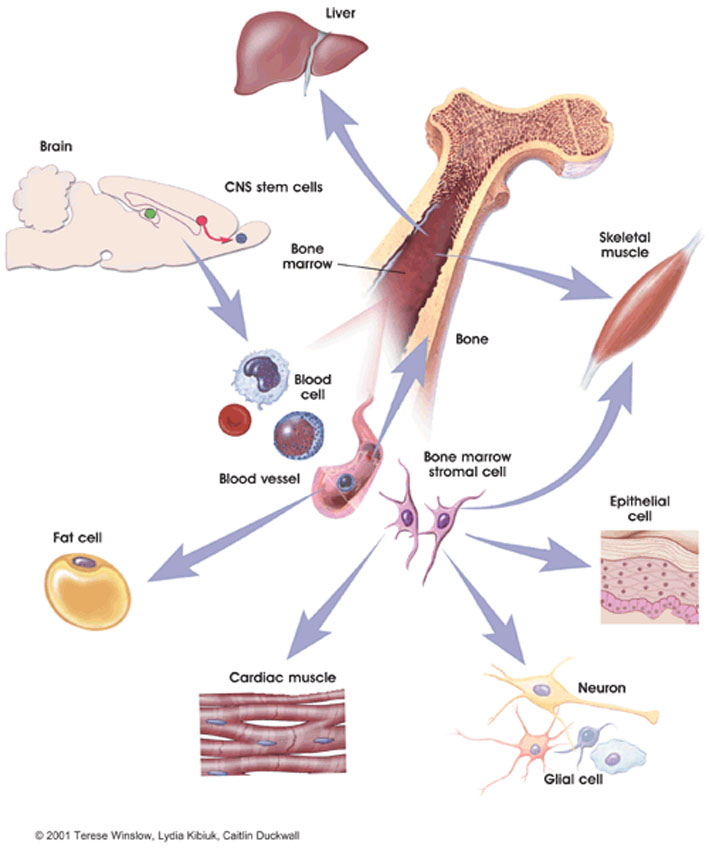 Liver
Brain
CNS stem cells
Bone
marrow
Skeletal
muscle
Bone
Blood
cell
Blood vessel
Bone marrow
stromal cell
Epithelial
cell
Fat cell
Cardiac muscle
Neuron
Glial cell
© 2001 Terese Winslow, Lydia Kibiuk, Caitlin Duckwall